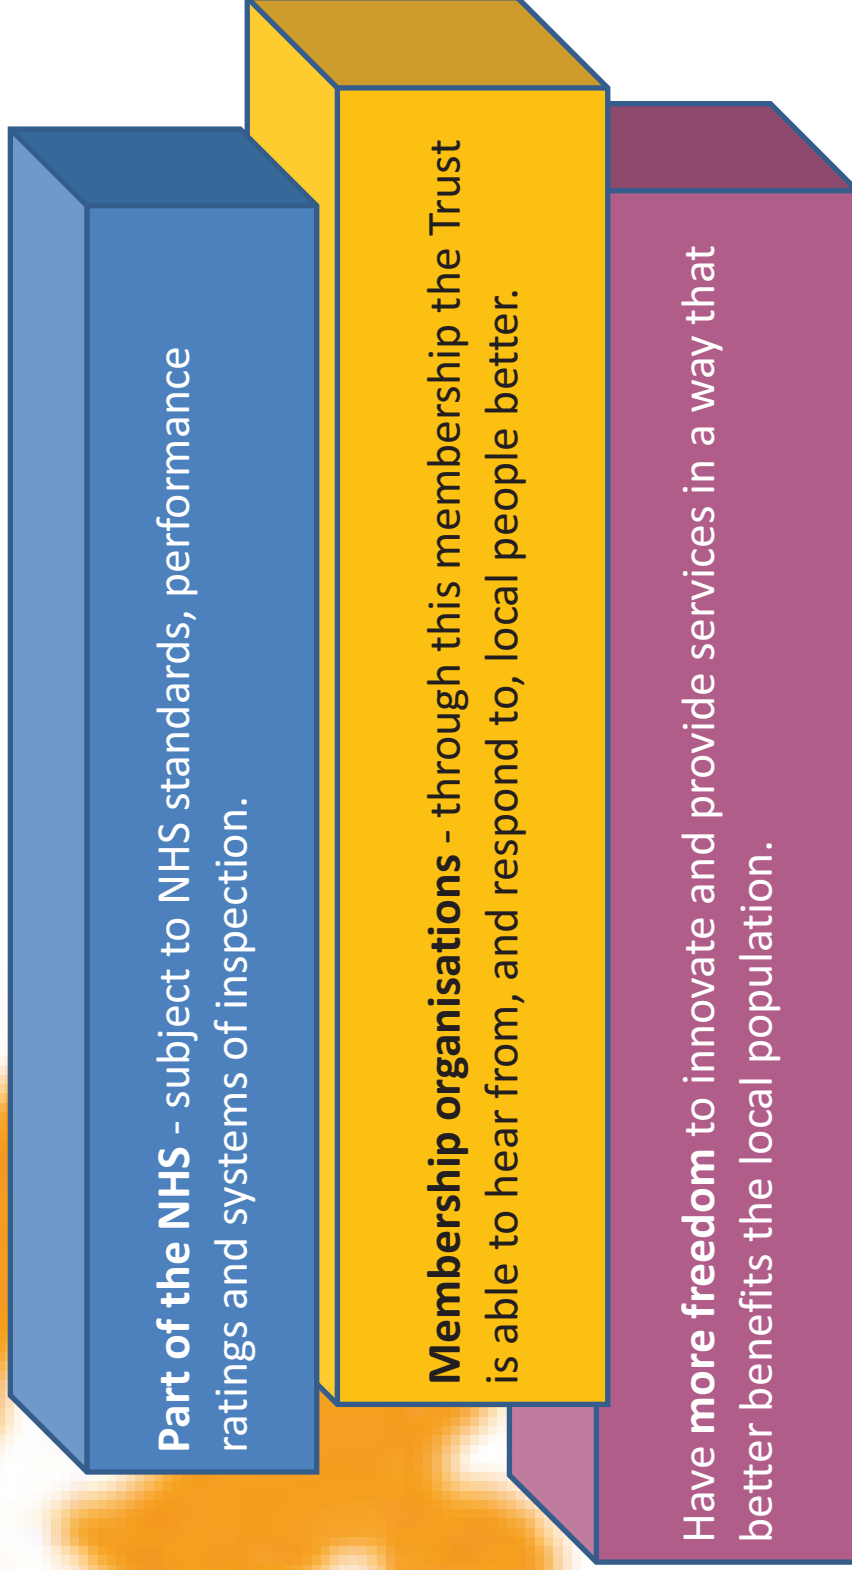 Part of the NHS - subject to NHS standards, performance
ratings and systems of inspection.
Membership organisations - through this membership the Trust
is able to hear from, and respond to, local people better.
Have more freedom to innovate and provide services in a way that
better benefits the local population.